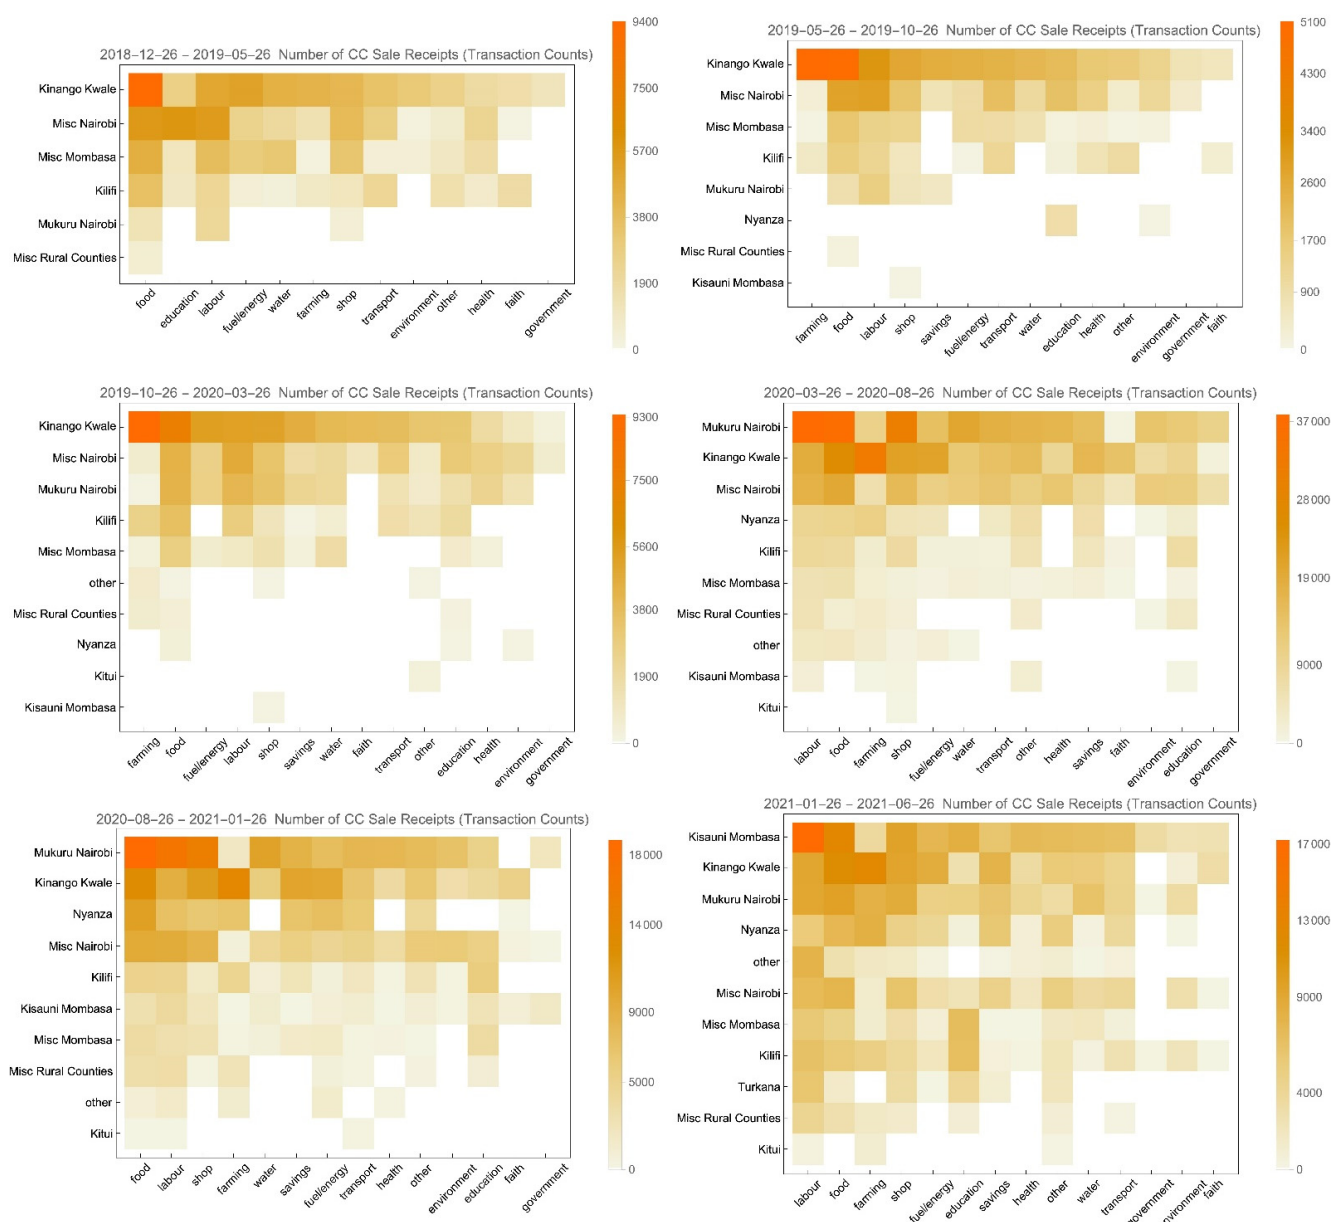 2018–12–26 – 2019–05–26 Number of CC Sale Receipts (Transaction Counts)
Kinango Kwale
Misc Nairobi
Misc Mombasa
Kilifi
Mukuru Nairobi
Misc Rural Counties
food
education
labour
fuel/energy
water
farming
shop
transport
environment
other
health
faith
government
9400
7500
5700
3800
1900
0
2019–05–26 – 2019–10–26 Number of CC Sale Receipts (Transaction Counts)
Kinango Kwale
Misc Nairobi
Misc Mombasa
Kilifi
Mukuru Nairobi
Nyanza
Misc Rural Counties
Kisauni Mombasa
farming
food
labour
shop
savings
fuel/energy
transport
water
education
health
other
environment
government
faith
5100
4300
3400
2600
1700
900
0
2019–10–26 – 2020–03–26 Number of CC Sale Receipts (Transaction Counts)
Kinango Kwale
Misc Nairobi
Mukuru Nairobi
Kilifi
Misc Mombasa
other
Misc Rural Counties
Nyanza
Kitui
Kisauni Mombasa
farming
food
fuel/energy
labour
shop
savings
water
faith
transport
other
education
health
environment
government
9300
7500
5600
3800
1900
0
2020–03–26 – 2020–08–26 Number of CC Sale Receipts (Transaction Counts)
Mukuru Nairobi
Kinango Kwale
Misc Nairobi
Nyanza
Kilifi
Misc Mombasa
Misc Rural Counties
other
Kisauni Mombasa
Kitui
labour
food
farming
shop
fuel/energy
water
transport
other
health
savings
faith
environment
education
government
37000
28000
19000
9000
0
2020–08–26 – 2021–01–26 Number of CC Sale Receipts (Transaction Counts)
Mukuru Nairobi
Kinango Kwale
Nyanza
Misc Nairobi
Kilifi
Kisauni Mombasa
Misc Mombasa
Misc Rural Counties
other
Kitui
food
labour
shop
farming
water
savings
fuel/energy
transport
health
other
environment
education
faith
government
18000
14000
9000
5000
0
2021–01–26 – 2021–06–26 Number of CC Sale Receipts (Transaction Counts)
Kisauni Mombasa
Kinango Kwale
Mukuru Nairobi
Nyanza
other
Misc Nairobi
Misc Mombasa
Kilifi
Turkana
Misc Rural Counties
Kitui
labour
food
farming
shop
fuel/energy
education
savings
health
other
water
transport
government
environment
faith
17000
13000
9000
4000
0